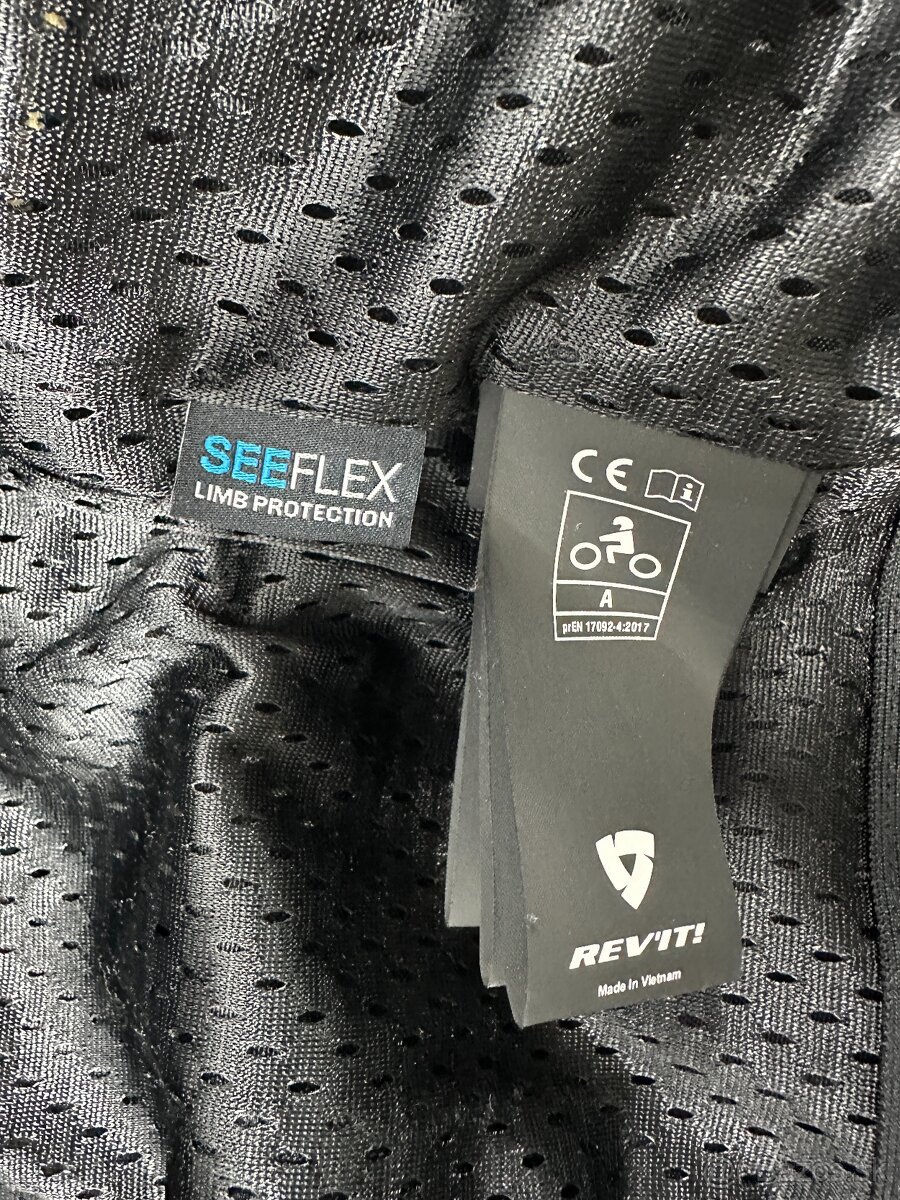 SEEFLEX
LIMB PROTECTION
CE i
A
prEN 17092-4:2017
REV'IT!
Made in Vietnam